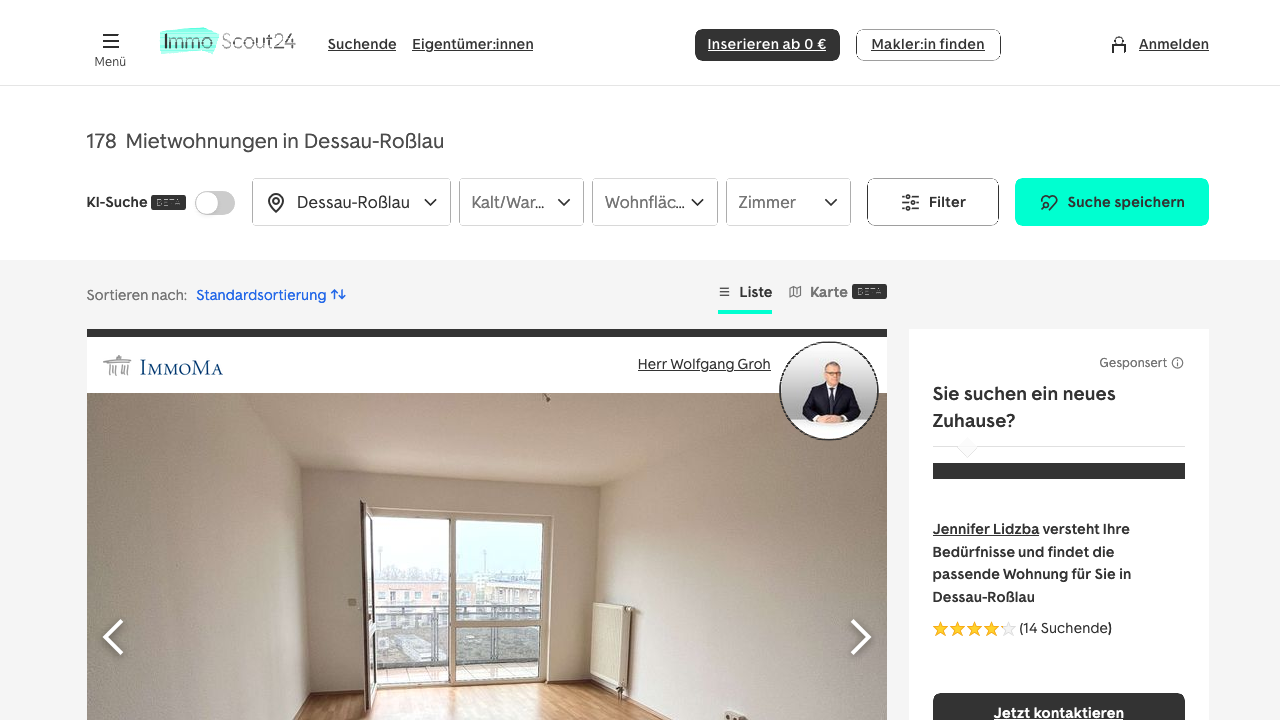 Menü
Immo Scout24
Suchende
Eigentümer:innen
Inserieren ab 0 €
Makler:in finden
Anmelden
178 Mietwohnungen in Dessau-Roßlau
KI-Suche BETA
Dessau-Roßlau
Kalt/War...
Wohnfläc...
Zimmer
Filter
Suche speichern
Sortieren nach: Standardsortierung
Liste
Karte BETA
IMMOMA
Herr Wolfgang Groh
Gesponsert
Sie suchen ein neues
Zuhause?
Jennifer Lidzba versteht Ihre
Bedürfnisse und findet die
passende Wohnung für Sie in
Dessau-Roßlau
(14 Suchende)
Jetzt kontaktieren